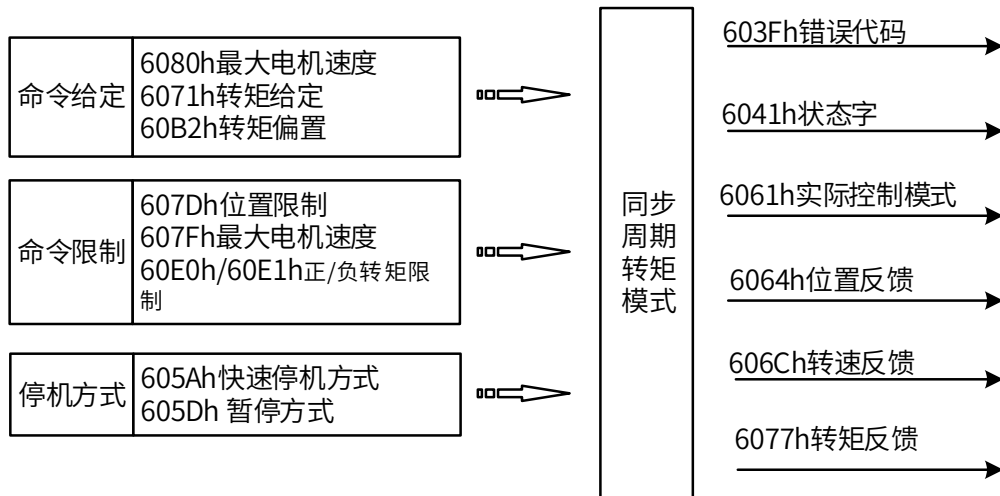 命令给定
6080h最大电机速度
6071h转矩给定
60B2h转矩偏置
命令限制
607Dh位置限制
607Fh最大电机速度
60E0h/60E1h正/负转矩限
制
停机方式
605Ah快速停机方式
605Dh 暂停方式
同步
周期
转矩
模式
603Fh错误代码
6041h状态字
6061h实际控制模式
6064h位置反馈
606Ch转速反馈
6077h转矩反馈